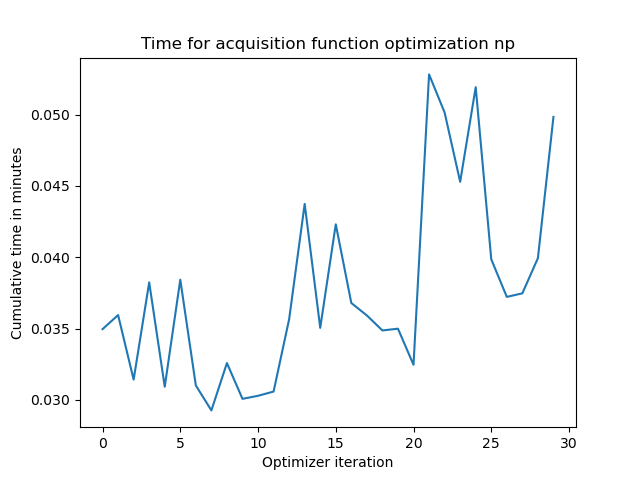 Time for acquisition function optimization np
Cumulative time in minutes
0.050
0.045
0.040
0.035
0.030
0 5 10 15 20 25 30
Optimizer iteration